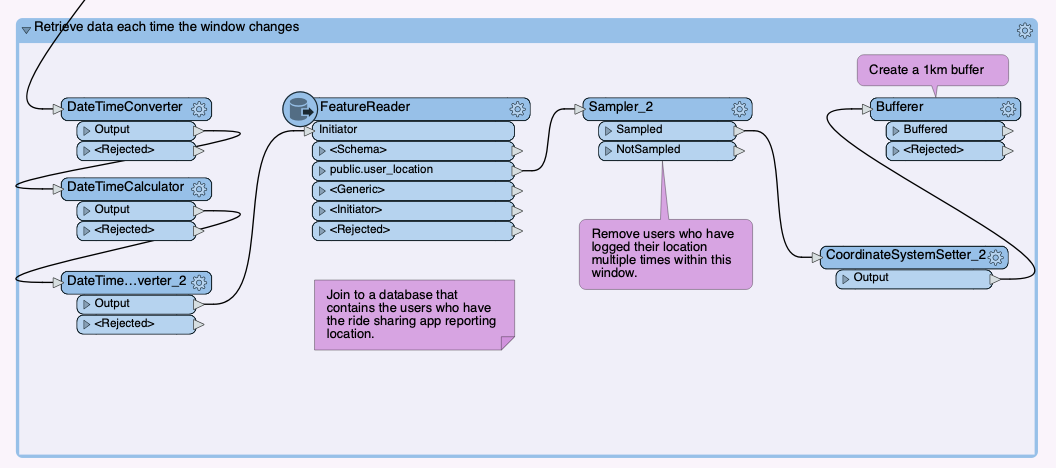 Retrieve data each time the window changes
DateTimeConverter
Output
<Rejected>
DateTimeCalculator
Output
<Rejected>
DateTime...verter_2
Output
<Rejected>
FeatureReader
Initiator
<Schema>
public.user_location
<Generic>
<Initiator>
<Rejected>
Join to a database that
contains the users who have
the ride sharing app reporting
location.
Sampler_2
Sampled
NotSampled
Remove users who have
logged their location
multiple times within this
window.
Create a 1km buffer
Bufferer
Buffered
<Rejected>
CoordinateSystemSetter_2
Output